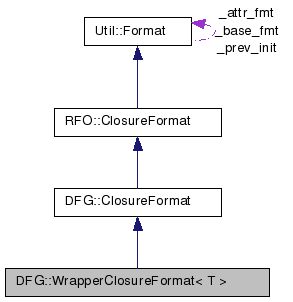 _attr_fmt
_base_fmt
_prev_init
Util::Format
RFO::ClosureFormat
DFG::ClosureFormat
DFG::WrapperClosureFormat< T >